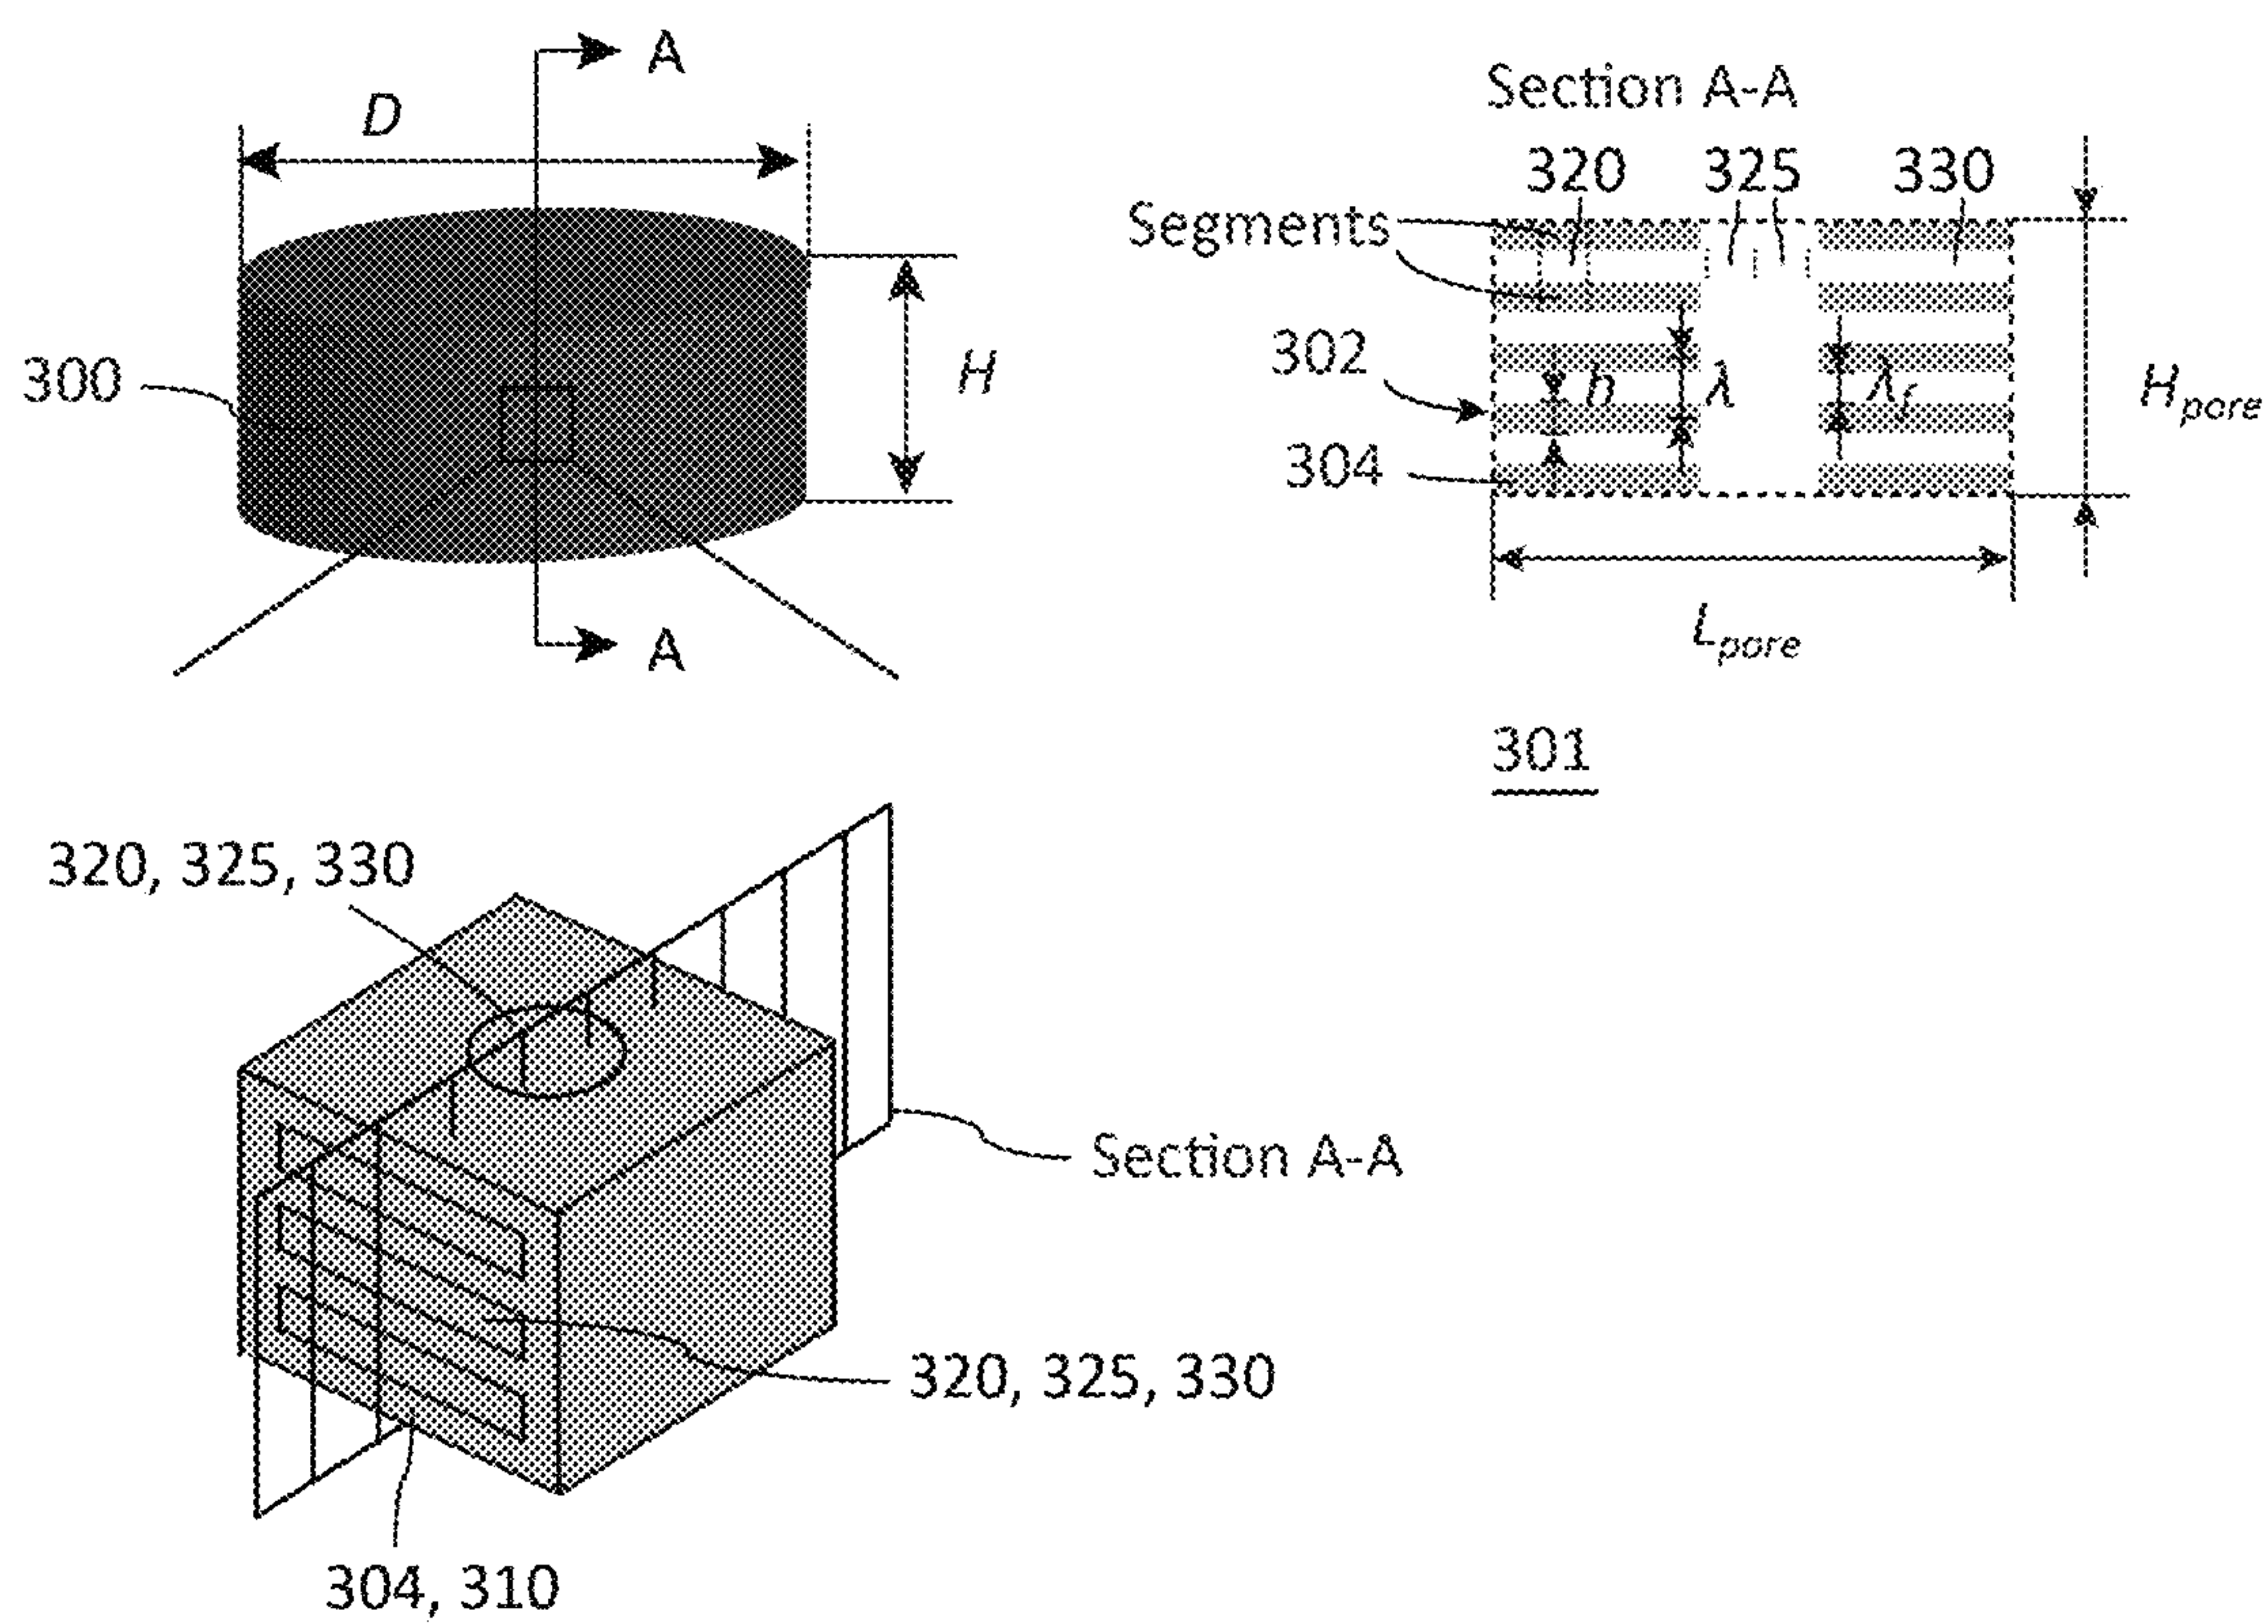 A
D
300
H
A
Section A-A
320 325 330
Segments
302
h λ λf
Hpore
304
Lpore
301
320, 325, 330
Section A-A
320, 325, 330
304, 310